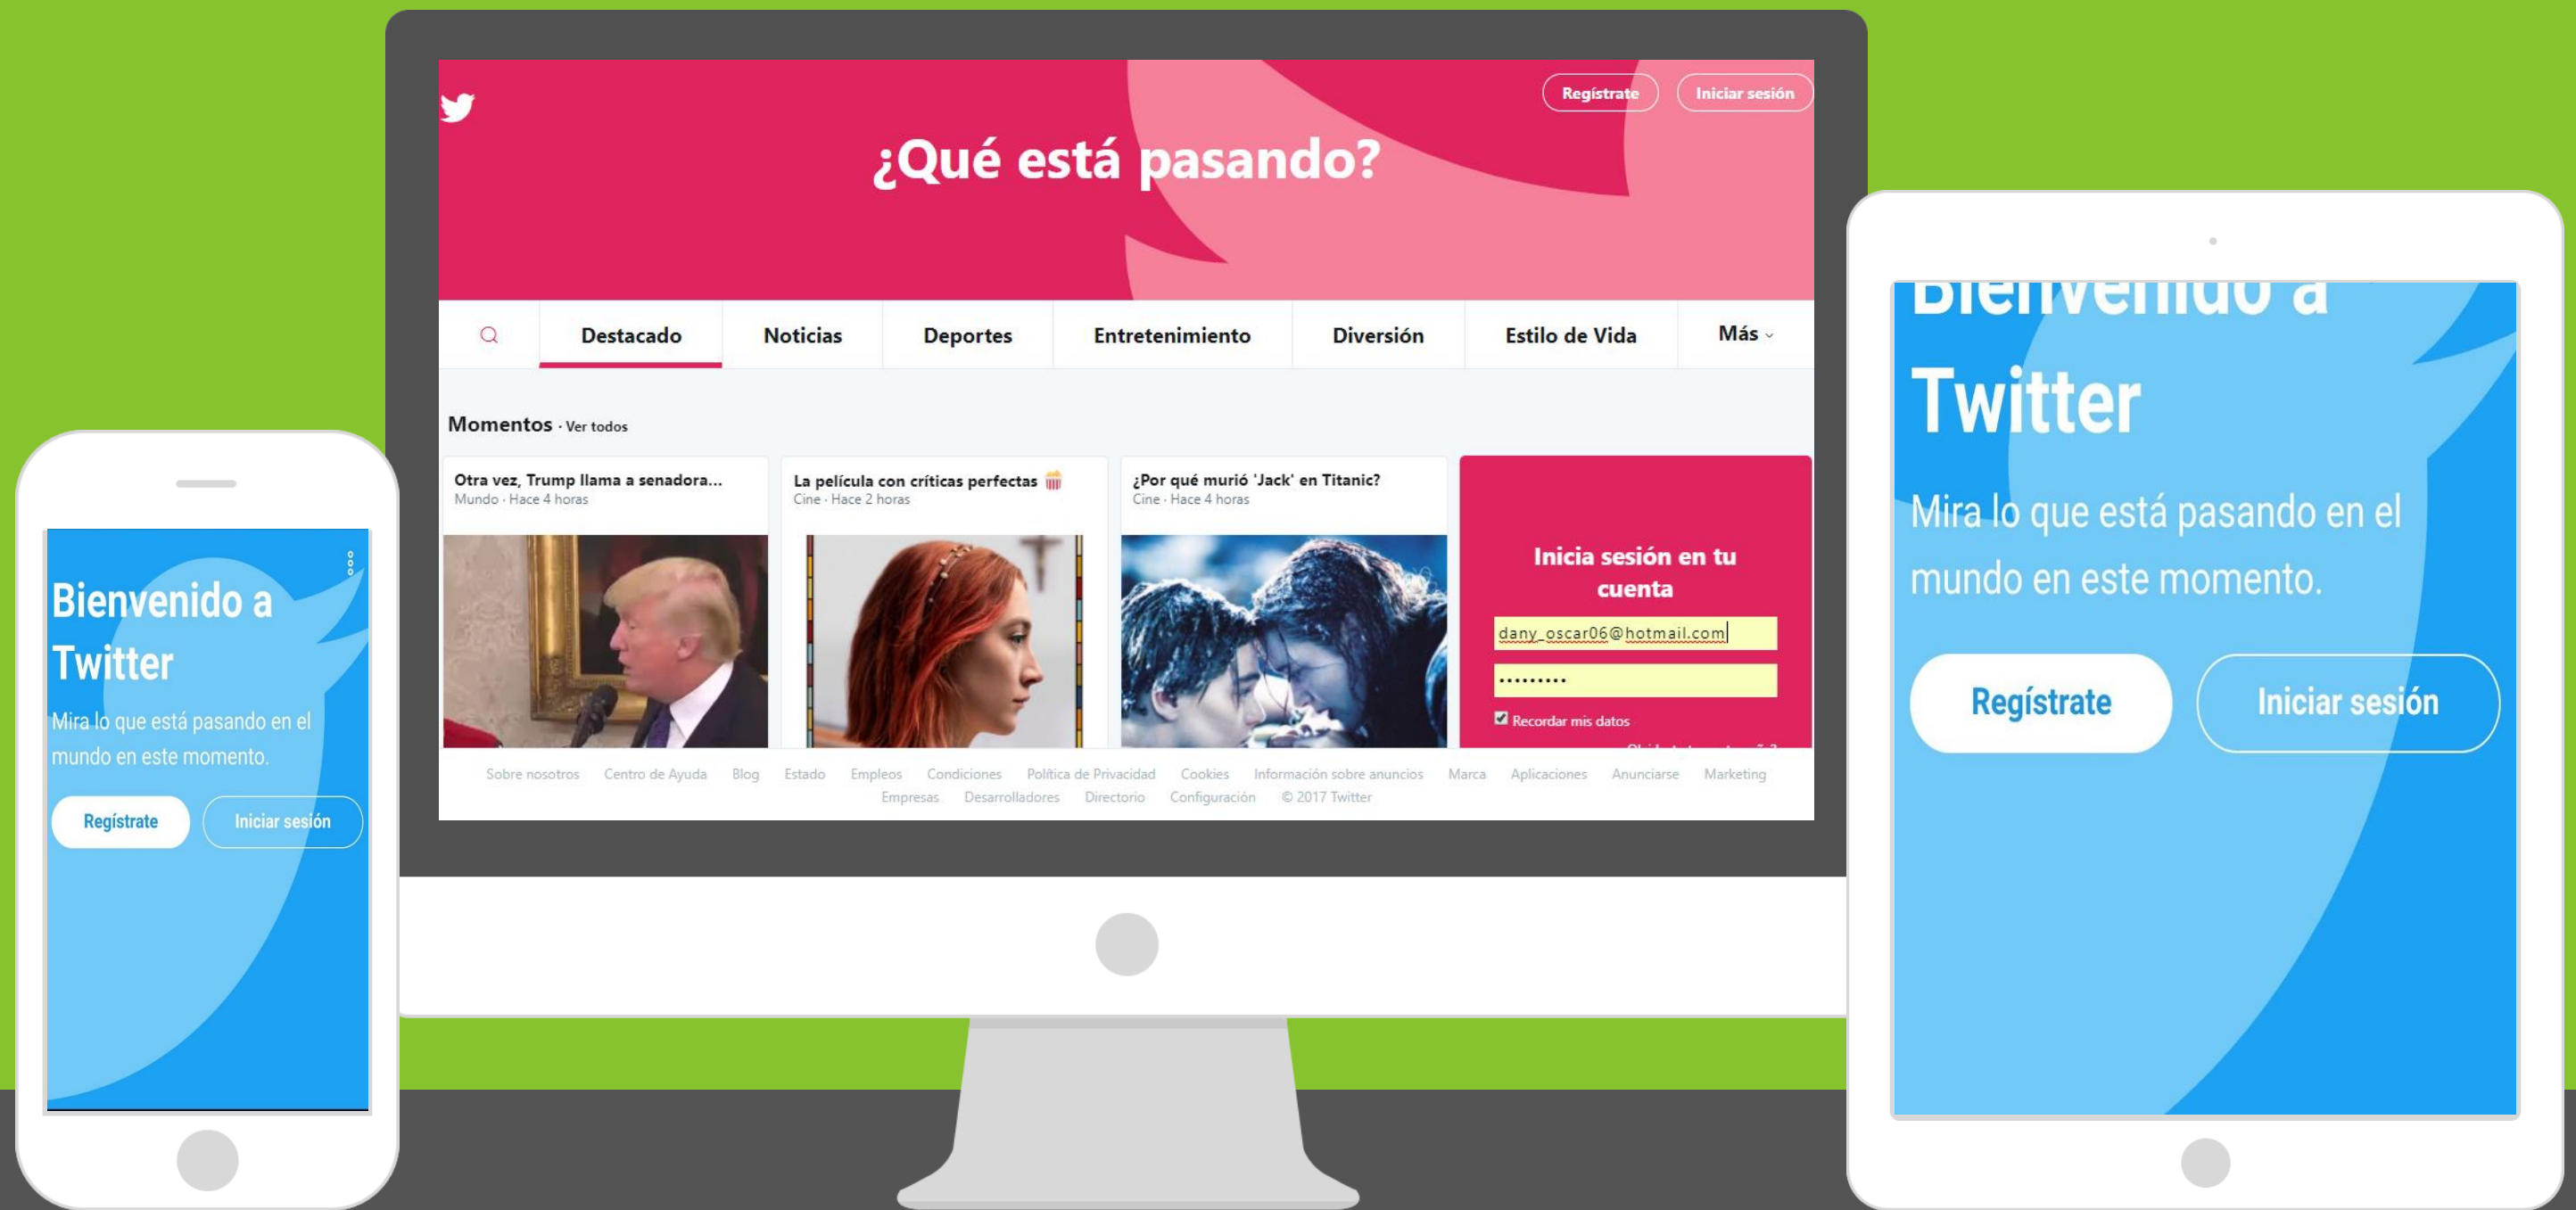 Regístrate
Iniciar sesión
¿Qué está pasando?
Destacado
Noticias
Deportes
Entretenimiento
Diversión
Estilo de Vida
Más
Momentos · Ver todos
Otra vez, Trump llama a senadora...
Mundo · Hace 4 horas
La película con críticas perfectas
Cine · Hace 2 horas
¿Por qué murió 'Jack' en Titanic?
Cine · Hace 4 horas
Inicia sesión en tu
cuenta
dany_oscar06@hotmail.com
•••••••••
Recordar mis datos
Sobre nosotros Centro de Ayuda Blog Estado Empleos Condiciones Política de Privacidad Cookies Información sobre anuncios Marca Aplicaciones Anunciarse Marketing
Empresas Desarrolladores Directorio Configuración © 2017 Twitter
Bienvenido a
Twitter
Mira lo que está pasando en el
mundo en este momento.
Regístrate
Iniciar sesión
Bienvenido a
Twitter
Mira lo que está pasando en el
mundo en este momento.
Regístrate
Iniciar sesión